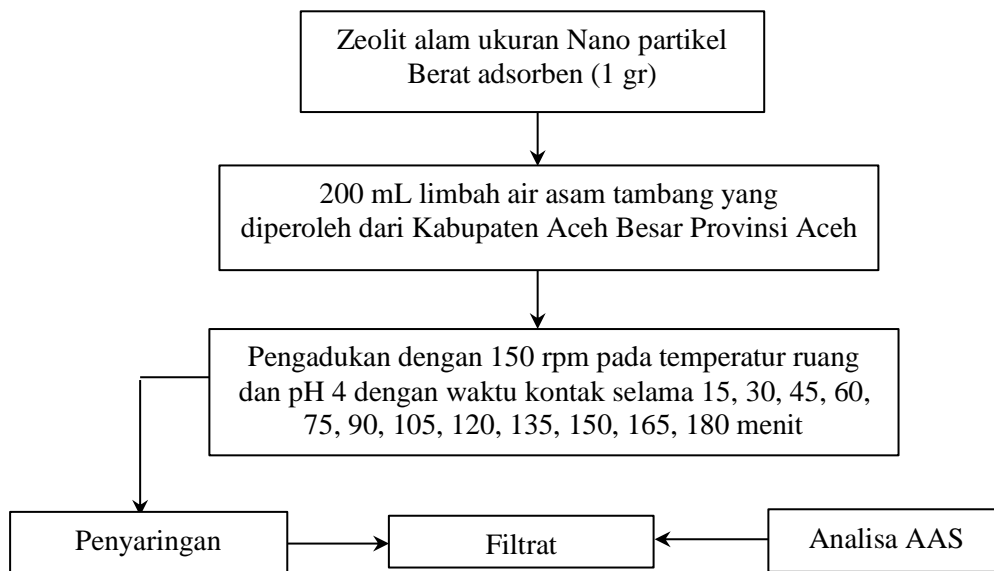 Zeolit alam ukuran Nano partikel
Berat adsorben (1 gr)
200 mL limbah air asam tambang yang
diperoleh dari Kabupaten Aceh Besar Provinsi Aceh
Pengadukan dengan 150 rpm pada temperatur ruang
dan pH 4 dengan waktu kontak selama 15, 30, 45, 60,
75, 90, 105, 120, 135, 150, 165, 180 menit
Penyaringan
Filtrat
Analisa AAS